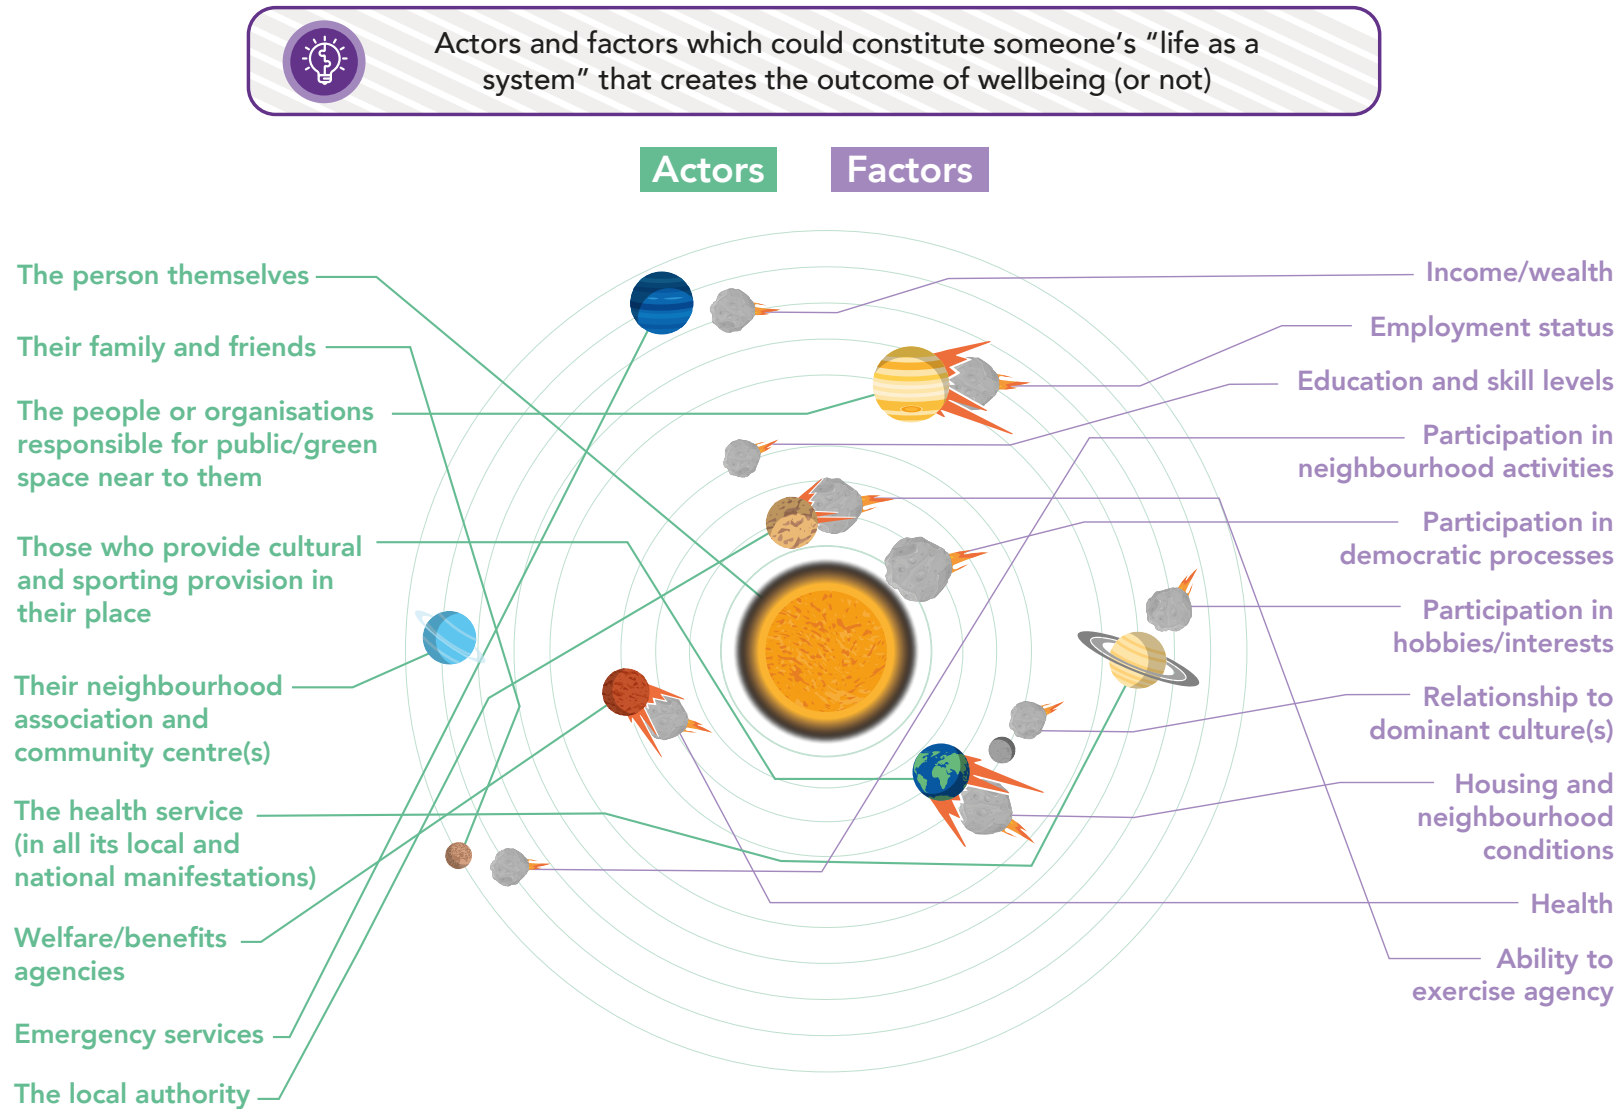 Actors and factors which could constitute someone’s “life as a
system” that creates the outcome of wellbeing (or not)
Actors
Factors
The person themselves
Their family and friends
The people or organisations
responsible for public/green
space near to them
Those who provide cultural
and sporting provision in
their place
Their neighbourhood
association and
community centre(s)
The health service
(in all its local and
national manifestations)
Welfare/benefits
agencies
Emergency services
The local authority
Income/wealth
Employment status
Education and skill levels
Participation in
neighbourhood activities
Participation in
democratic processes
Participation in
hobbies/interests
Relationship to
dominant culture(s)
Housing and
neighbourhood
conditions
Health
Ability to
exercise agency